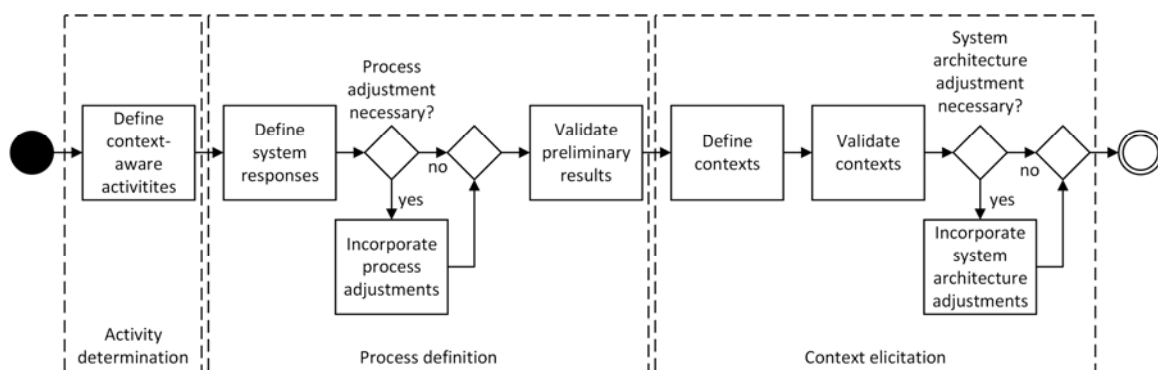 Define
context-
aware
activitites
Activity
determination
Define
system
responses
Process
adjustment
necessary?
no
yes
Incorporate
process
adjustments
Validate
preliminary
results
Process definition
Define
contexts
Validate
contexts
System
architecture
adjustment
necessary?
no
yes
Incorporate
system
architecture
adjustments
Context elicitation